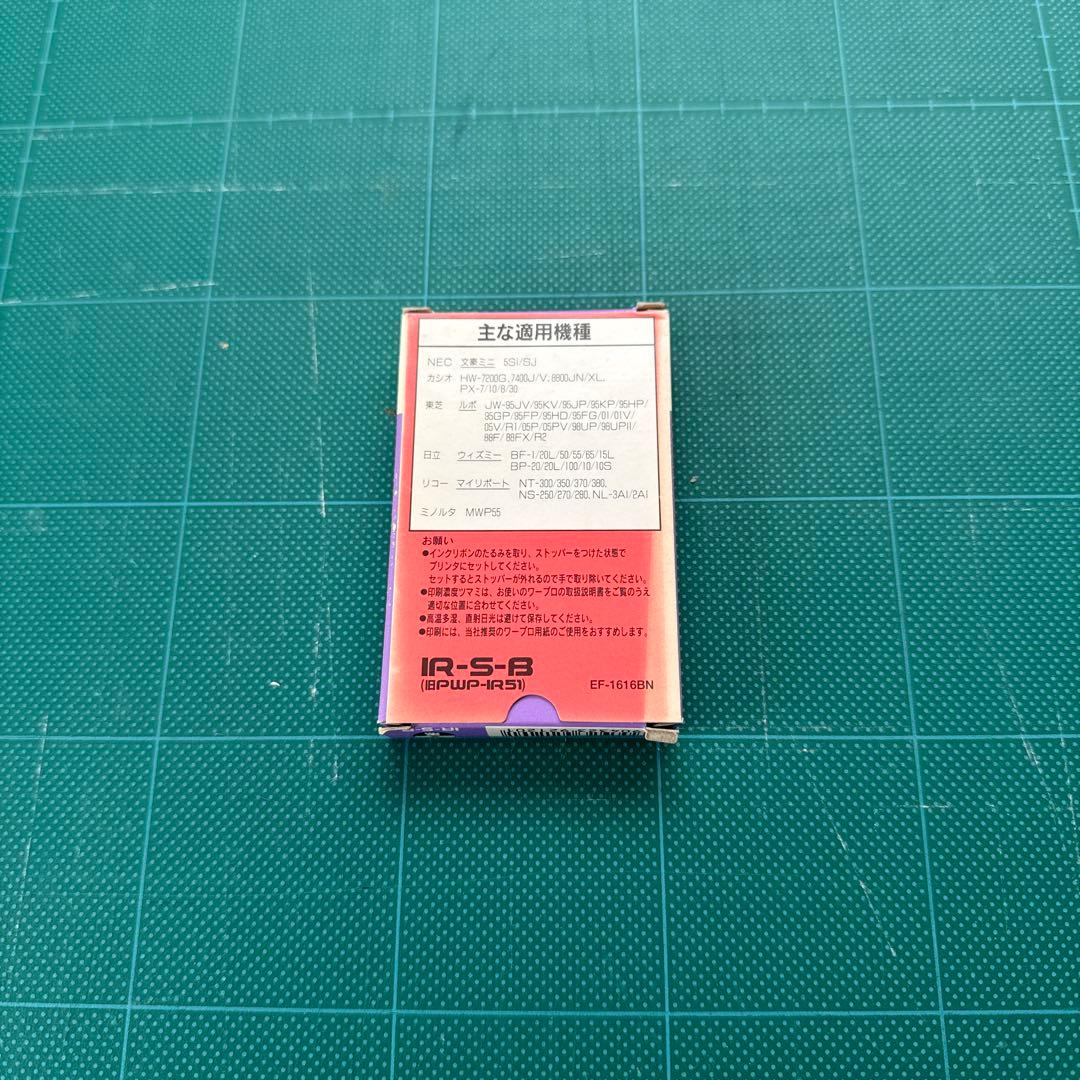 主な適用機種
NEC 文豪ミニ 5SI/SJ
カシオ HW-7200G,7400J/V,8800JN/XL,
PX-7/10/8/30
東芝 ルポ JW-95JV/95KV/95JP/95KP/95HP/
95GP/85FP/95HD/95FG/01/01V/
05V/R1/05P/05PV/98UP/98UPII/
88F/88FX/R2
日立 ウィズミー BF-1/20L/50/55/65/15L
BP-20/20L/100/10/10S
リコー マイリポート NT-300/350/370/380,
NS-250/270/280,NL-3AI/2AI
ミノルタ MWP55
お願い
●インクリボンのたるみを取り、ストッパーをつけた状態で
プリンタにセットしてください。
セットするとストッパーが外れるので手で取り除いてください。
●印刷濃度ツマミは、お使いのワープロの取扱説明書をご覧のうえ
適切な位置に合わせてください。
●高温多湿、直射日光は避けて保存してください。
●印刷には、当社推奨のワープロ用紙のご使用をおすすめします。
IR-S-B
(旧PWP-IR51)
EF-1616BN